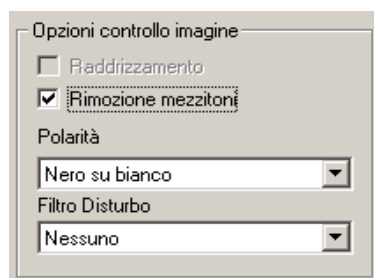 Opzioni controllo imagine
Raddrizzamento
Rimozione mezzitoni
Polarità
Nero su bianco
Filtro Disturbo
Nessuno